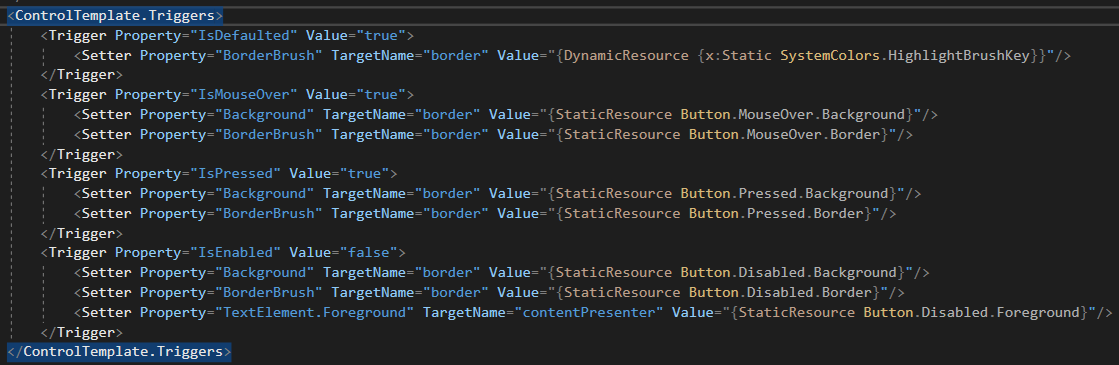 <ControlTemplate.Triggers>
<Trigger Property="IsDefaulted" Value="true">
<Setter Property="BorderBrush" TargetName="border" Value="{DynamicResource {x:Static SystemColors.HighlightBrushKey}}"/>
</Trigger>
<Trigger Property="IsMouseOver" Value="true">
<Setter Property="Background" TargetName="border" Value="{StaticResource Button.MouseOver.Background}"/>
<Setter Property="BorderBrush" TargetName="border" Value="{StaticResource Button.MouseOver.Border}"/>
</Trigger>
<Trigger Property="IsPressed" Value="true">
<Setter Property="Background" TargetName="border" Value="{StaticResource Button.Pressed.Background}"/>
<Setter Property="BorderBrush" TargetName="border" Value="{StaticResource Button.Pressed.Border}"/>
</Trigger>
<Trigger Property="IsEnabled" Value="false">
<Setter Property="Background" TargetName="border" Value="{StaticResource Button.Disabled.Background}"/>
<Setter Property="BorderBrush" TargetName="border" Value="{StaticResource Button.Disabled.Border}"/>
<Setter Property="TextElement.Foreground" TargetName="contentPresenter" Value="{StaticResource Button.Disabled.Foreground}"/>
</Trigger>
</ControlTemplate.Triggers>